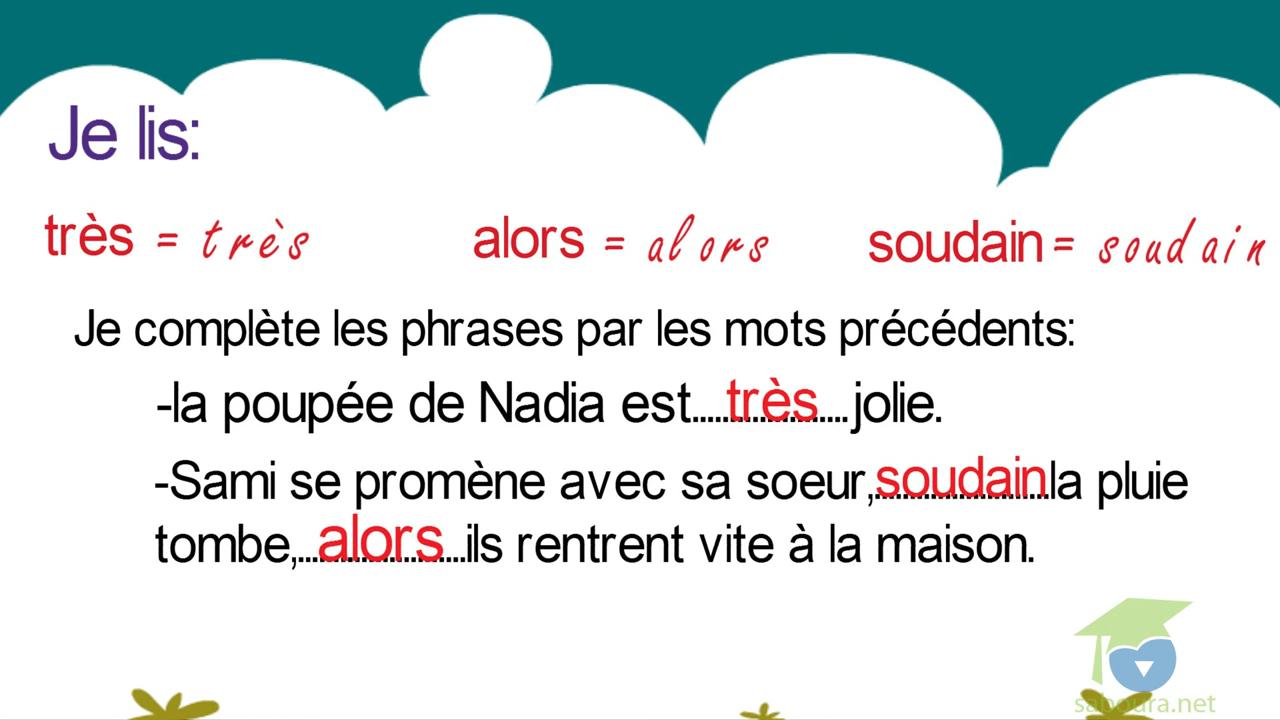 Je lis:
très = très alors = alors soudain = soudain
Je complète les phrases par les mots précédents:
-la poupée de Nadia est.....très.....jolie.
-Sami se promène avec sa soeur,soudain la pluie
tombe,...alors...ils rentrent vite à la maison.
saboura.net